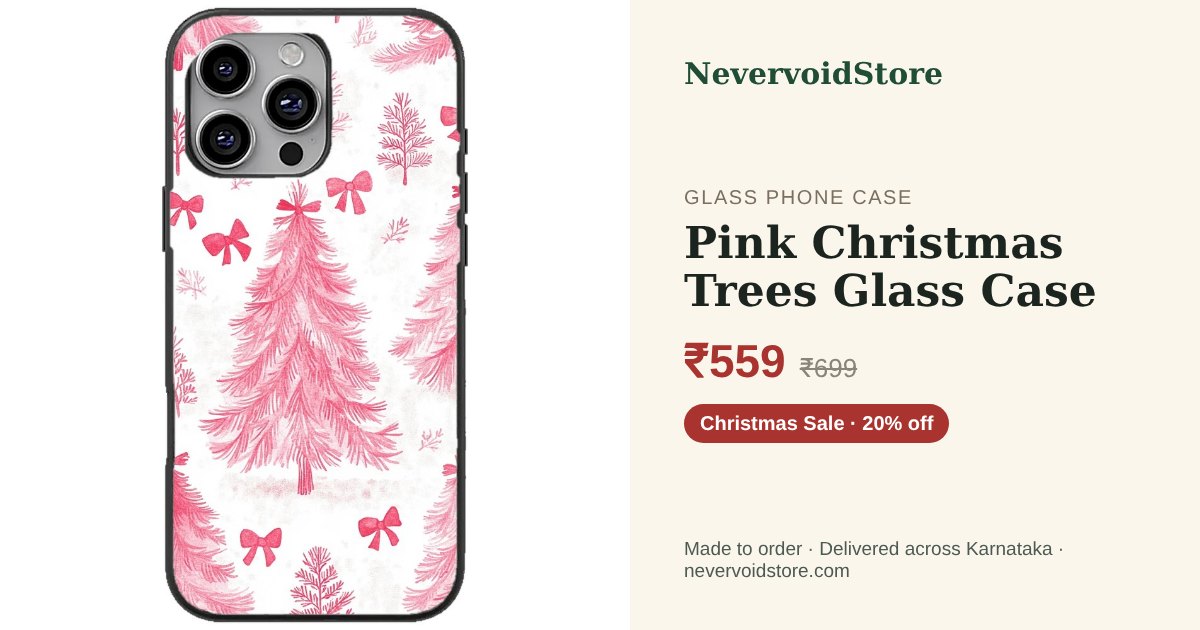 NevervoidStore
GLASS PHONE CASE
Pink Christmas
Trees Glass Case
₹559 ₹699
Christmas Sale · 20% off
Made to order · Delivered across Karnataka ·
nevervoidstore.com